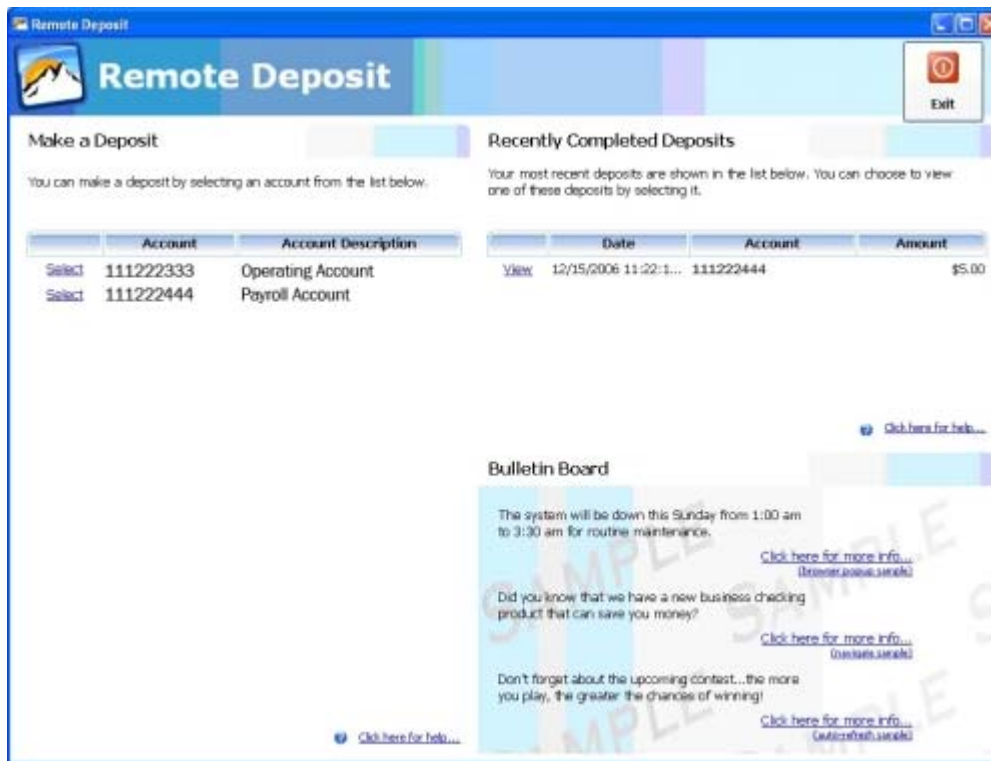 Remote Deposit
Remote Deposit
Exit
Make a Deposit
You can make a deposit by selecting an account from the list below.
Account Account Description
Select 111222333 Operating Account
Select 111222444 Payroll Account
Click here for help...
Recently Completed Deposits
Your most recent deposits are shown in the list below. You can choose to view
one of these deposits by selecting it.
Date Account Amount
View 12/15/2006 11:22:1... 111222444 $5.00
Click here for help...
Bulletin Board
The system will be down this Sunday from 1:00 am
to 3:30 am for routine maintenance.
Click here for more info...
(browser popup sample)
Did you know that we have a new business checking
product that can save you money?
Click here for more info...
(navigate sample)
Don't forget about the upcoming contest...the more
you play, the greater the chances of winning!
Click here for more info...
(auto-refresh sample)
SAMPLE
SAMPLE
SAMPLE